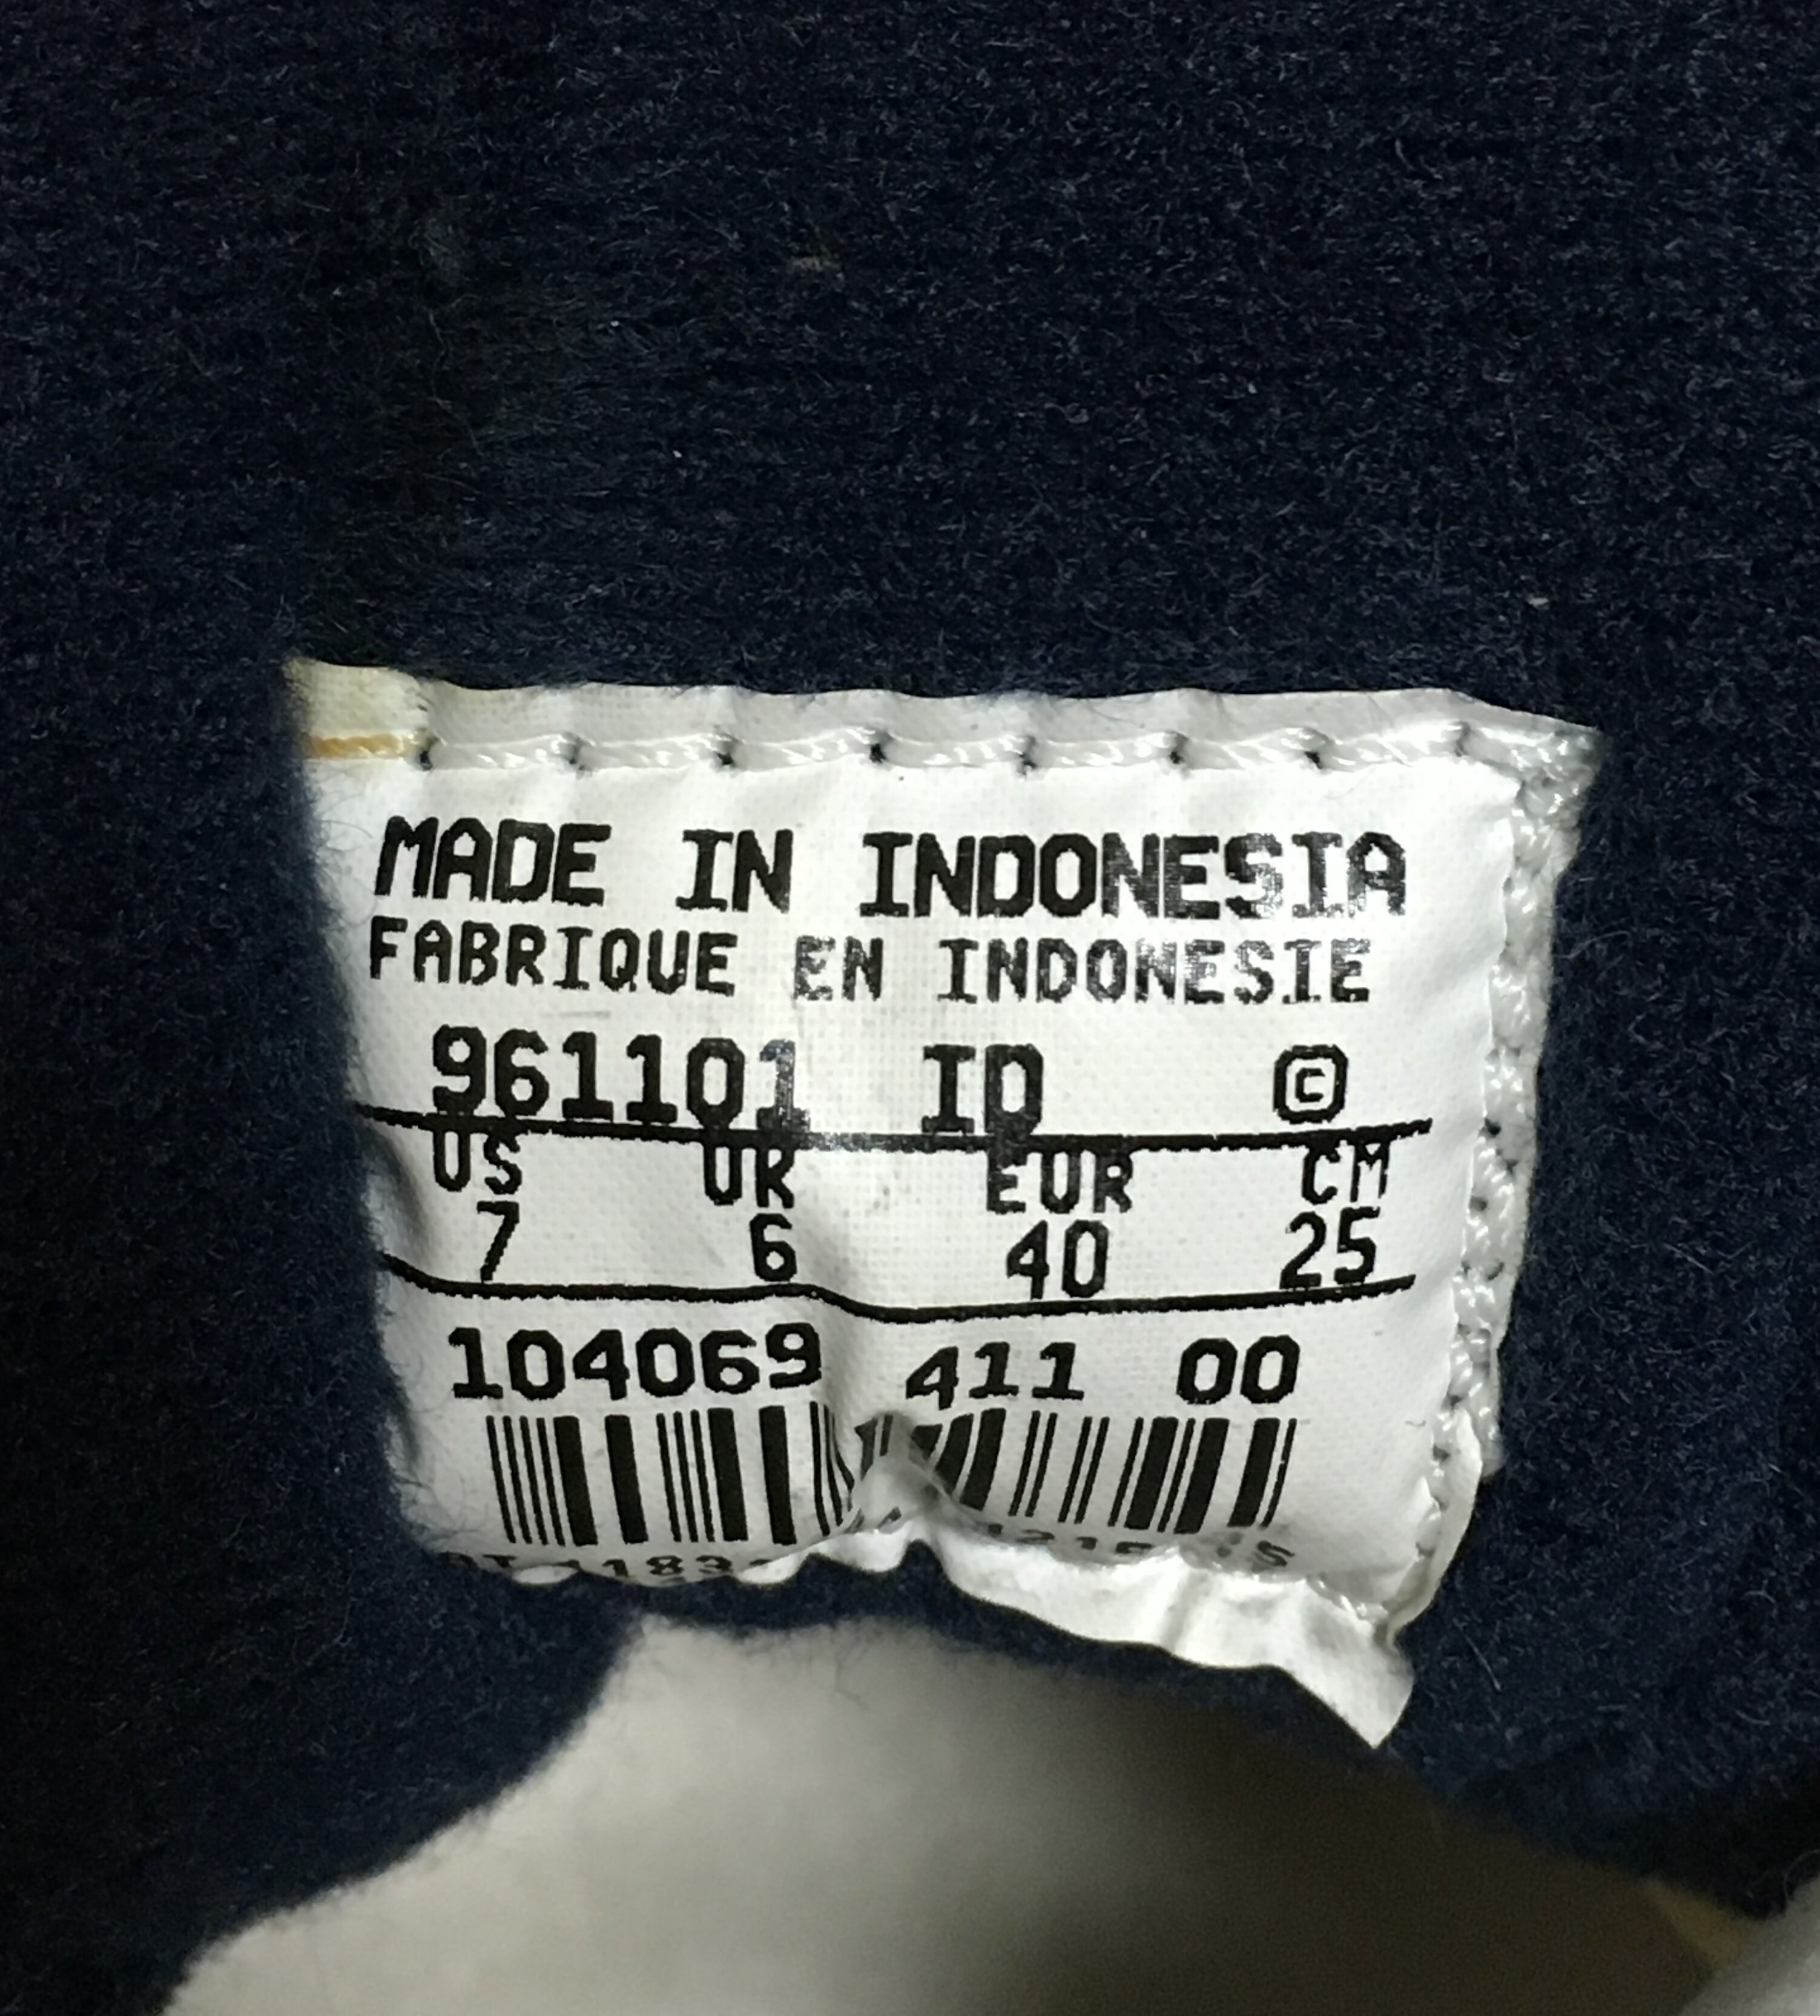 MADE IN INDONESIA
FABRIQUE EN INDONESIE
961101 ID ©
US UK EUR CM
7 6 40 25
104069 411 00